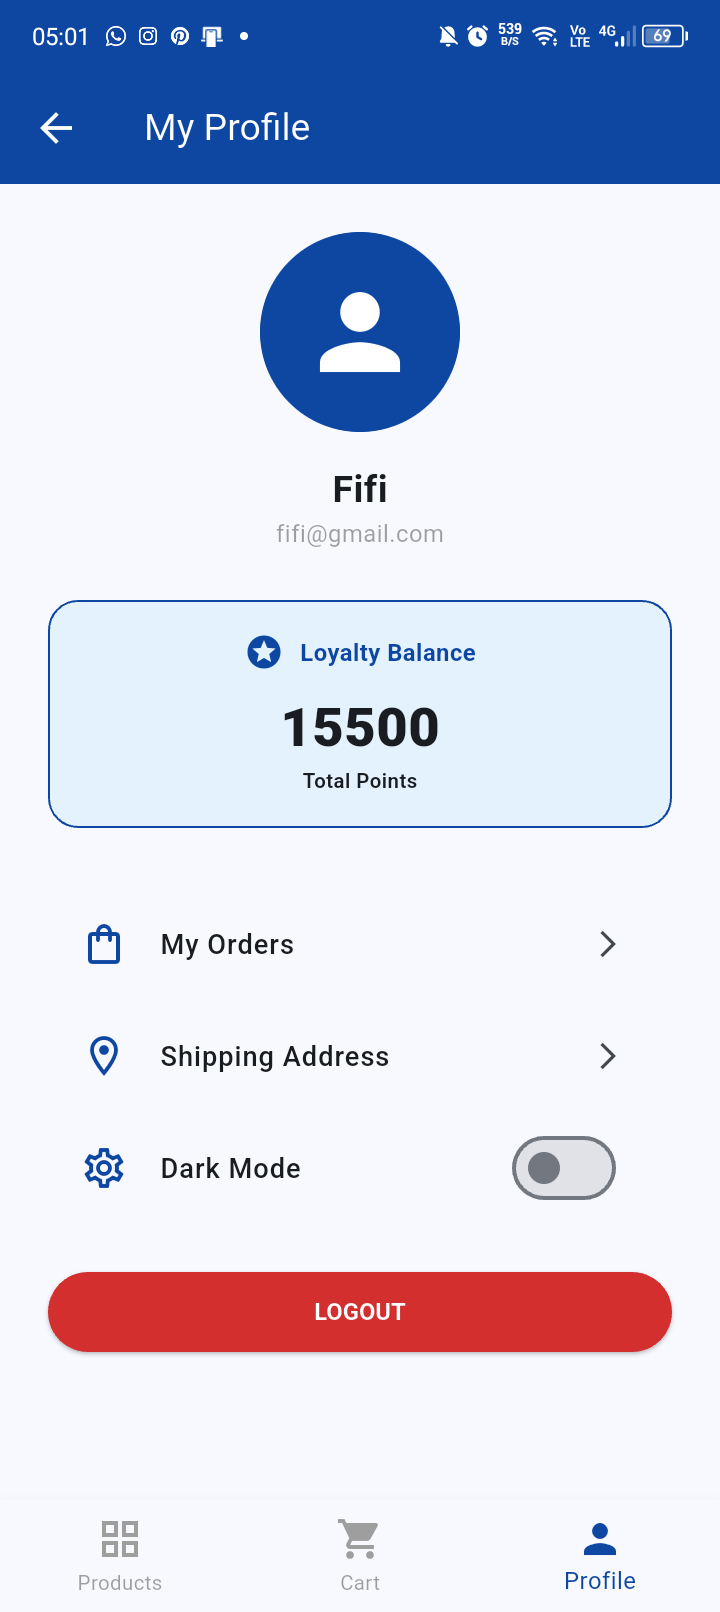 05:01
539
B/S
Vo
LTE
4G
69
My Profile
Fifi
fifi@gmail.com
Loyalty Balance
15500
Total Points
My Orders
Shipping Address
Dark Mode
LOGOUT
Products
Cart
Profile